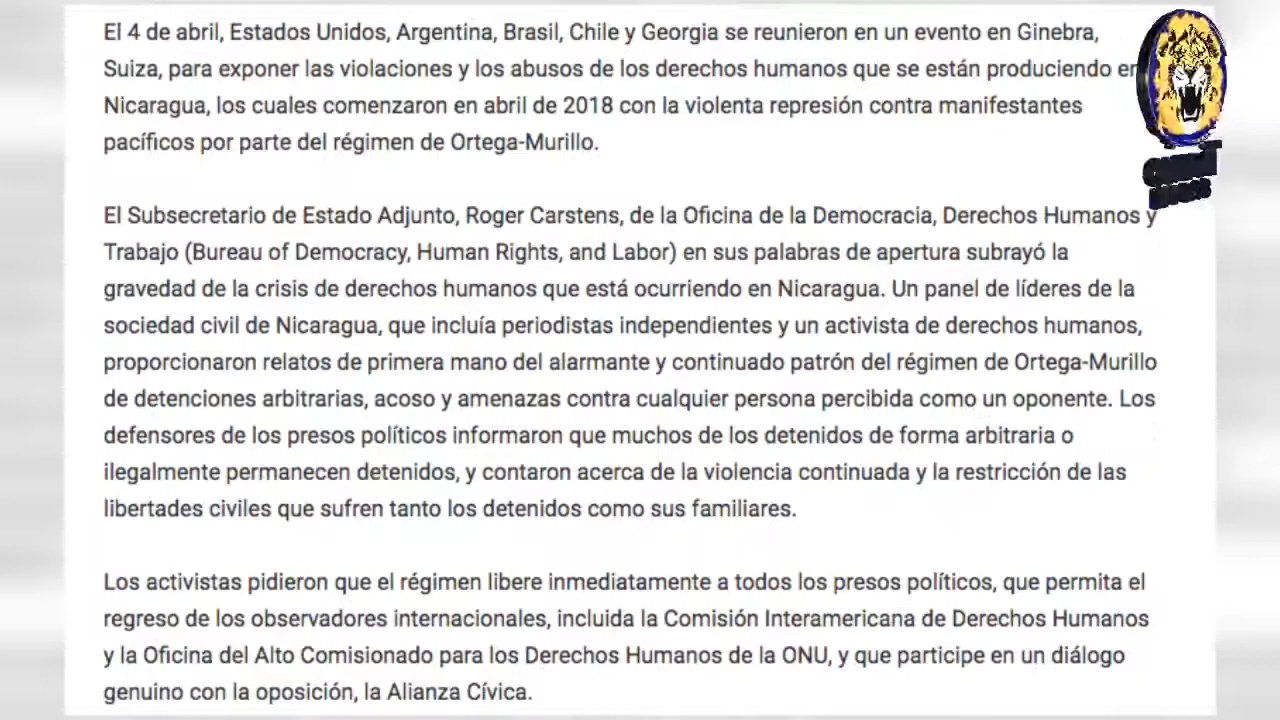 El 4 de abril, Estados Unidos, Argentina, Brasil, Chile y Georgia se reunieron en un evento en Ginebra,
Suiza, para exponer las violaciones y los abusos de los derechos humanos que se están produciendo en
Nicaragua, los cuales comenzaron en abril de 2018 con la violenta represión contra manifestantes
pacíficos por parte del régimen de Ortega-Murillo.
El Subsecretario de Estado Adjunto, Roger Carstens, de la Oficina de la Democracia, Derechos Humanos y
Trabajo (Bureau of Democracy, Human Rights, and Labor) en sus palabras de apertura subrayó la
gravedad de la crisis de derechos humanos que está ocurriendo en Nicaragua. Un panel de líderes de la
sociedad civil de Nicaragua, que incluía periodistas independientes y un activista de derechos humanos,
proporcionaron relatos de primera mano del alarmante y continuado patrón del régimen de Ortega-Murillo
de detenciones arbitrarias, acoso y amenazas contra cualquier persona percibida como un oponente. Los
defensores de los presos políticos informaron que muchos de los detenidos de forma arbitraria o
ilegalmente permanecen detenidos, y contaron acerca de la violencia continuada y la restricción de las
libertades civiles que sufren tanto los detenidos como sus familiares.
Los activistas pidieron que el régimen libere inmediatamente a todos los presos políticos, que permita el
regreso de los observadores internacionales, incluida la Comisión Interamericana de Derechos Humanos
y la Oficina del Alto Comisionado para los Derechos Humanos de la ONU, y que participe en un diálogo
genuino con la oposición, la Alianza Cívica.